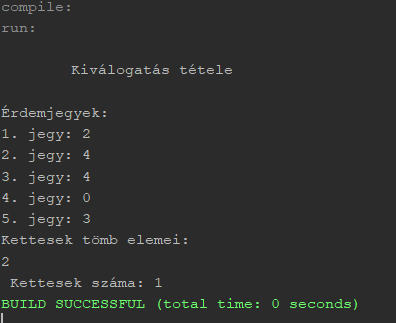 compile:
run:
Kiválogatás tétele
Érdemjegyek:
1. jegy: 2
2. jegy: 4
3. jegy: 4
4. jegy: 0
5. jegy: 3
Kettesek tömb elemei:
2
Kettesek száma: 1
BUILD SUCCESSFUL (total time: 0 seconds)